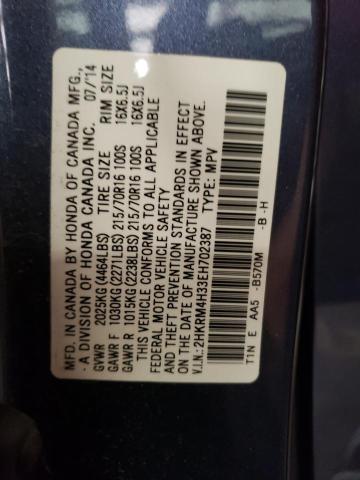 MFD. IN CANADA BY HONDA OF CANADA MFG.,
- A DIVISION OF HONDA CANADA INC. 07/14
GVWR 2025KG (4464LBS) TIRE SIZE RIM SIZE
GAWR F 1030KG (2271LBS) 215/70R16 100S 16X6.5J
GAWR R 1015KG (2238LBS) 215/70R16 100S 16X6.5J
THIS VEHICLE CONFORMS TO ALL APPLICABLE
FEDERAL MOTOR VEHICLE SAFETY
AND THEFT PREVENTION STANDARDS IN EFFECT
ON THE DATE OF MANUFACTURE SHOWN ABOVE.
V.I.N.: 2HKRM4H33EH702387 TYPE: MPV
-B -H
T1N E AA5 -B570M